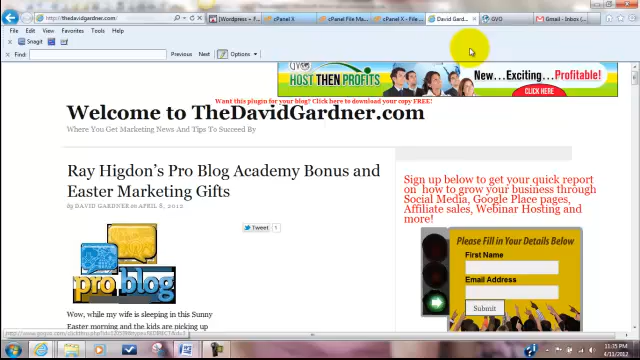 http://thedavidgardner.com/
[Wordpress + F...
cPanel X
cPanel File Ma...
cPanel X - File...
David Gard...
GVO
Gmail - Inbox (
File Edit View Favorites Tools Help
Snagit
Find:
Previous Next
Options
HOST THEN PROFITS
New...Exciting...Profitable!
CLICK HERE
Want this plugin for your blog? Click here to download your copy FREE!
Welcome to TheDavidGardner.com
Where You Get Marketing News And Tips To Succeed By
Ray Higdon's Pro Blog Academy Bonus and
Easter Marketing Gifts
by DAVID GARDNER on APRIL 8, 2012
Tweet 1
problog
Wow, while my wife is sleeping in this Sunny
Easter morning and the kids are picking up
Sign up below to get your quick report
on how to grow your business through
Social Media, Google Place pages,
Affiliate sales, Webinar Hosting and
more!
Please Fill in Your Details Below
First Name
Email Address
Submit
11:35 PM
4/11/2012